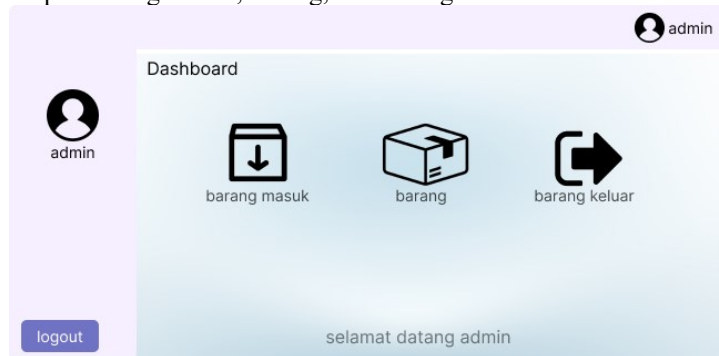 admin
Dashboard
admin
barang masuk
barang
barang keluar
logout
selamat datang admin